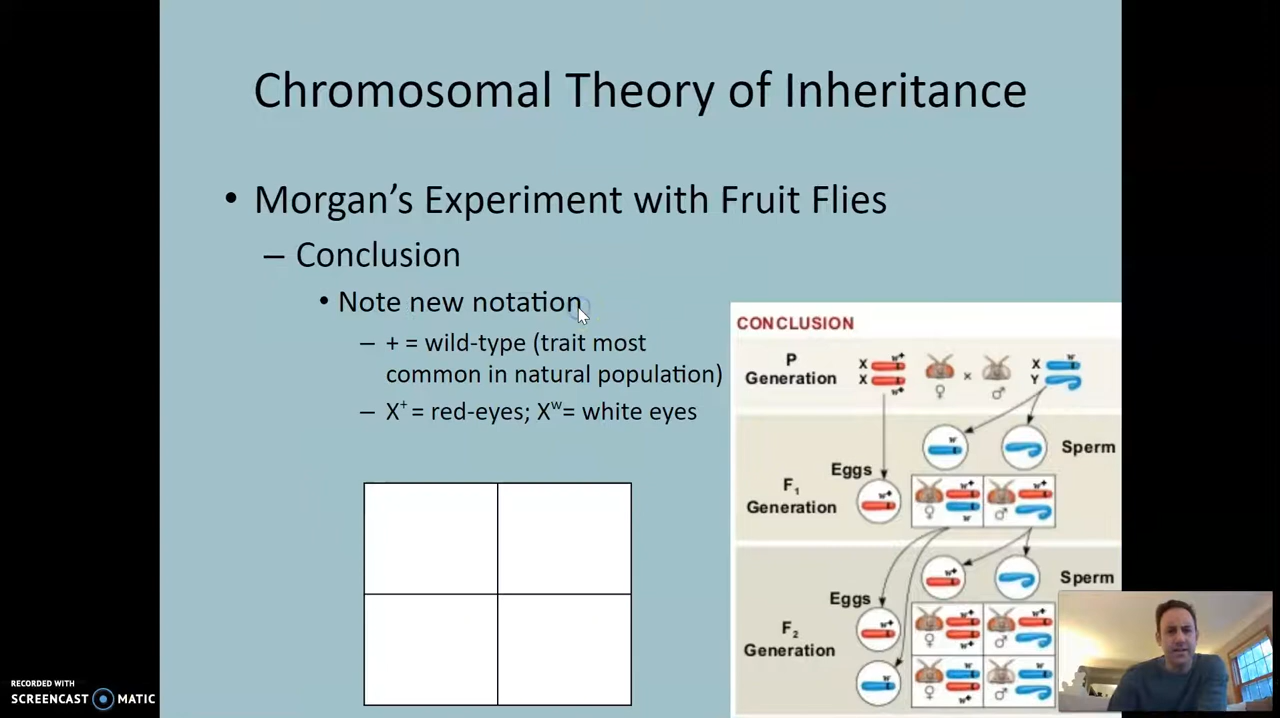 Chromosomal Theory of Inheritance
• Morgan's Experiment with Fruit Flies
– Conclusion
• Note new notation
– + = wild-type (trait most
common in natural population)
– X⁺ = red-eyes; Xʷ= white eyes
CONCLUSION
P
Generation
X
X
w⁺
w⁺
♀
×
♂
X
Y
w
w
Sperm
Eggs
F₁
Generation
w⁺
♀
w⁺
w
♂
w⁺
w⁺
Sperm
Eggs
F₂
Generation
w⁺
♀
w⁺
w⁺
♂
w⁺
w
♀
w
w⁺
♂
w
RECORDED WITH
SCREENCAST MATIC